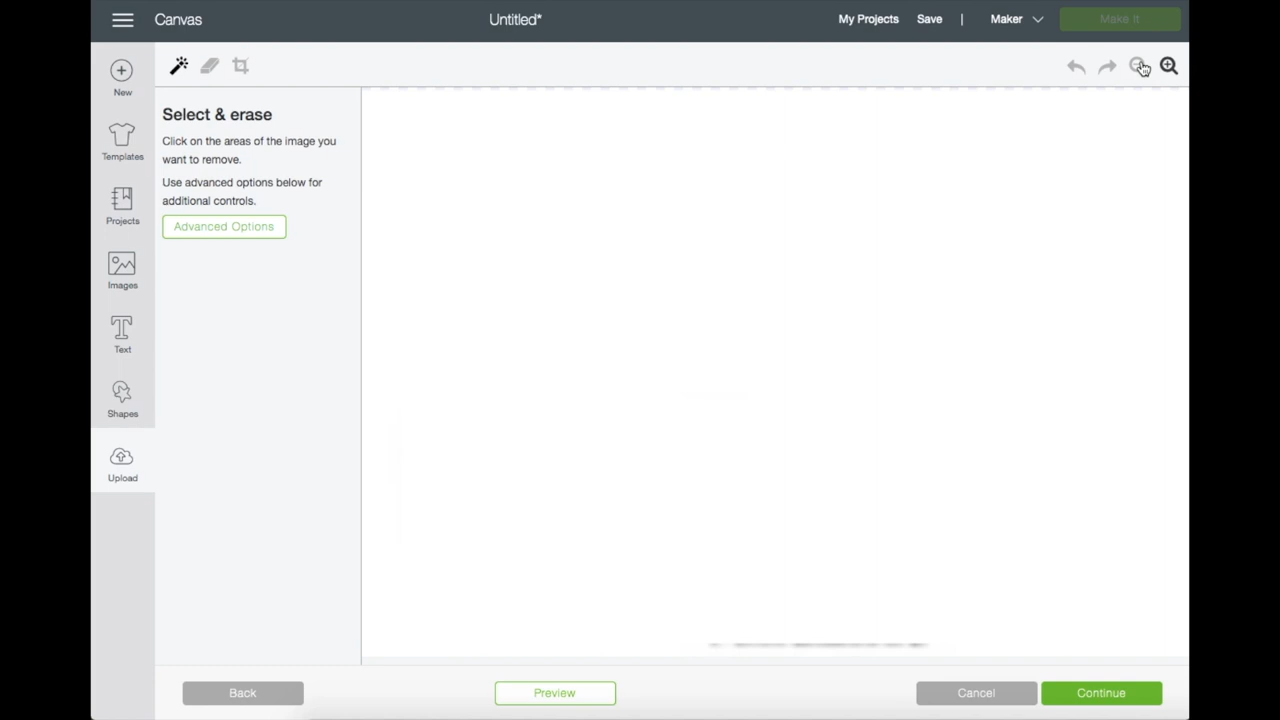 Canvas
Untitled*
My Projects
Save
|
Maker
Make It
New
Templates
Projects
Images
Text
Shapes
Upload
Select & erase
Click on the areas of the image you
want to remove.
Use advanced options below for
additional controls.
Advanced Options
Back
Preview
Cancel
Continue